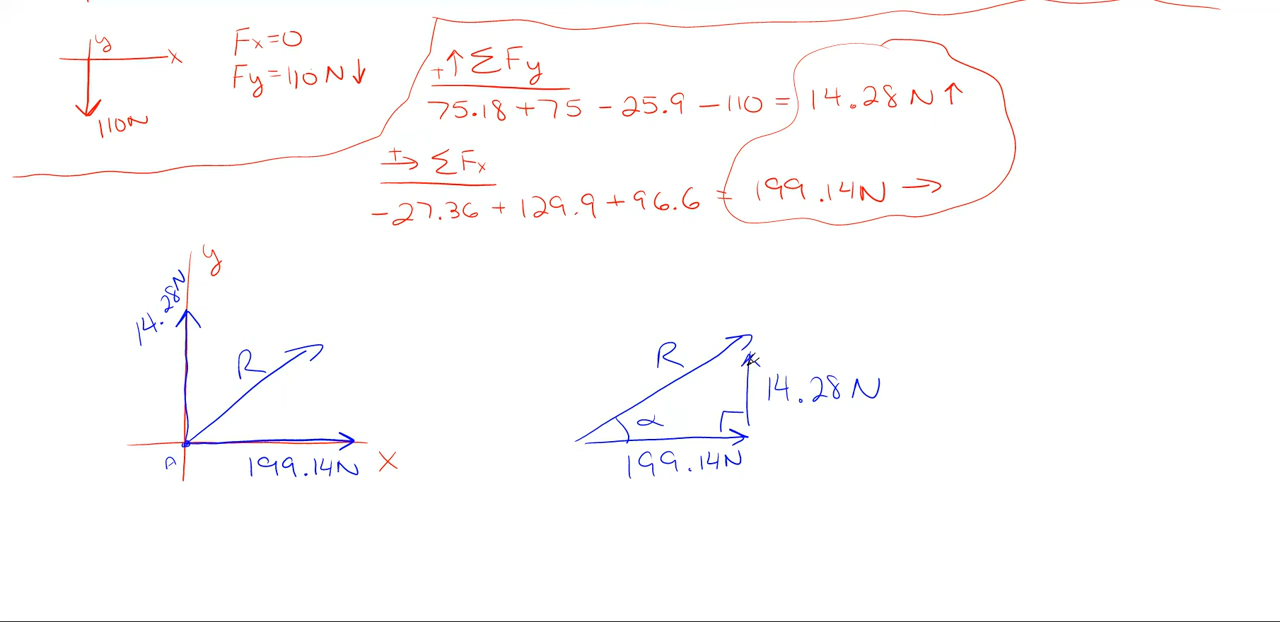 y
x
110N
Fx=0
Fy=110N↓
+↑ΣFy
75.18+75 - 25.9 - 110 = 14.28N↑
+→ ΣFx
-27.36 + 129.9 + 96.6 = 199.14N →
y
14.28N
R
A
199.14N
x
R
α
14.28N
199.14N